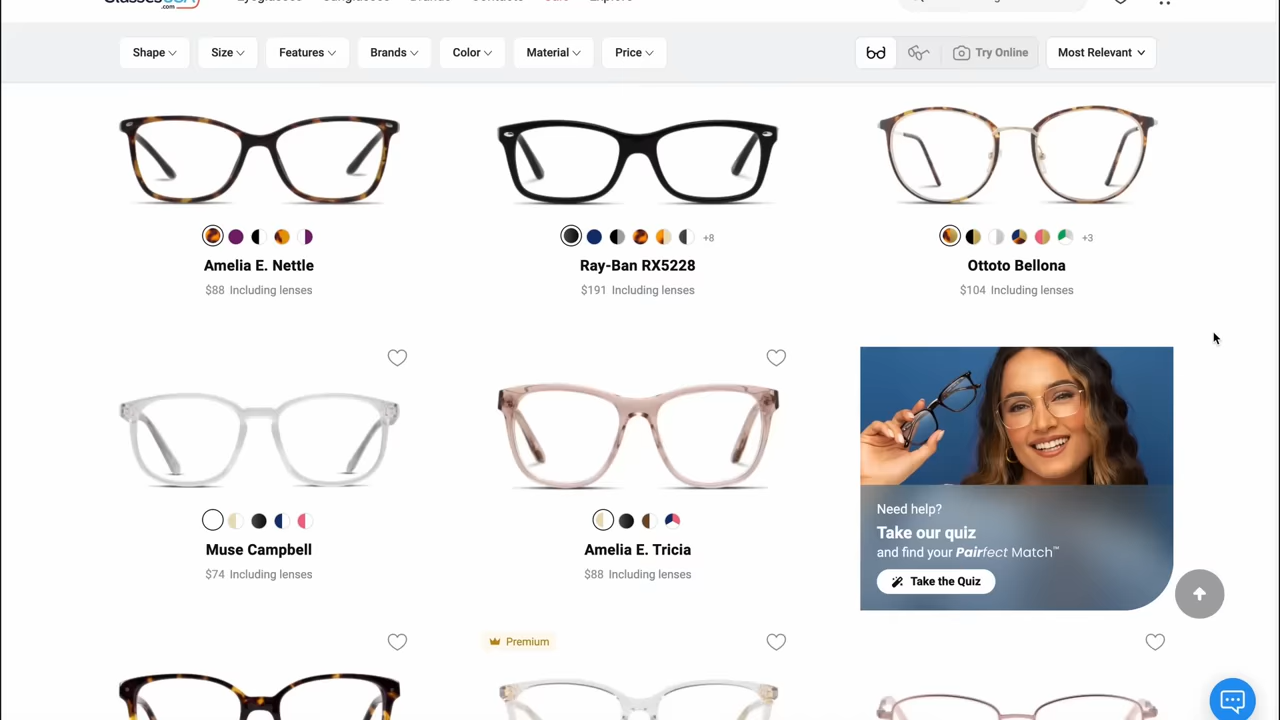 Shape
Size
Features
Brands
Color
Material
Price
Try Online
Most Relevant
+8
+3
Amelia E. Nettle
Ray-Ban RX5228
Ottoto Bellona
$88 Including lenses
$191 Including lenses
$104 Including lenses
Need help?
Take our quiz
and find your Pairfect Match™
Take the Quiz
Muse Campbell
Amelia E. Tricia
$74 Including lenses
$88 Including lenses
Premium